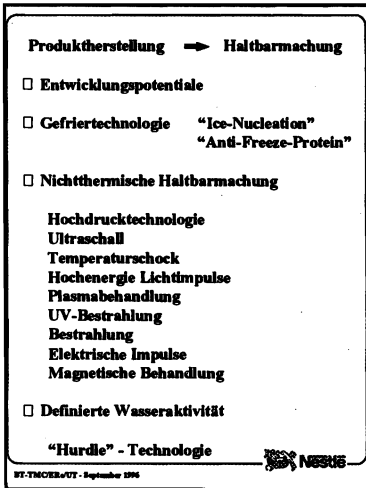 Produktherstellung ➡ Haltbarmachung
☐ Entwicklungspotentiale
☐ Gefriertechnologie "Ice-Nucleation"
"Anti-Freeze-Protein"
☐ Nichtthermische Haltbarmachung
Hochdrucktechnologie
Ultraschall
Temperaturschock
Hochenergie Lichtimpulse
Plasmabehandlung
UV-Bestrahlung
Bestrahlung
Elektrische Impulse
Magnetische Behandlung
☐ Definierte Wasseraktivität
"Hurdle" - Technologie
Nestlé
September 1996